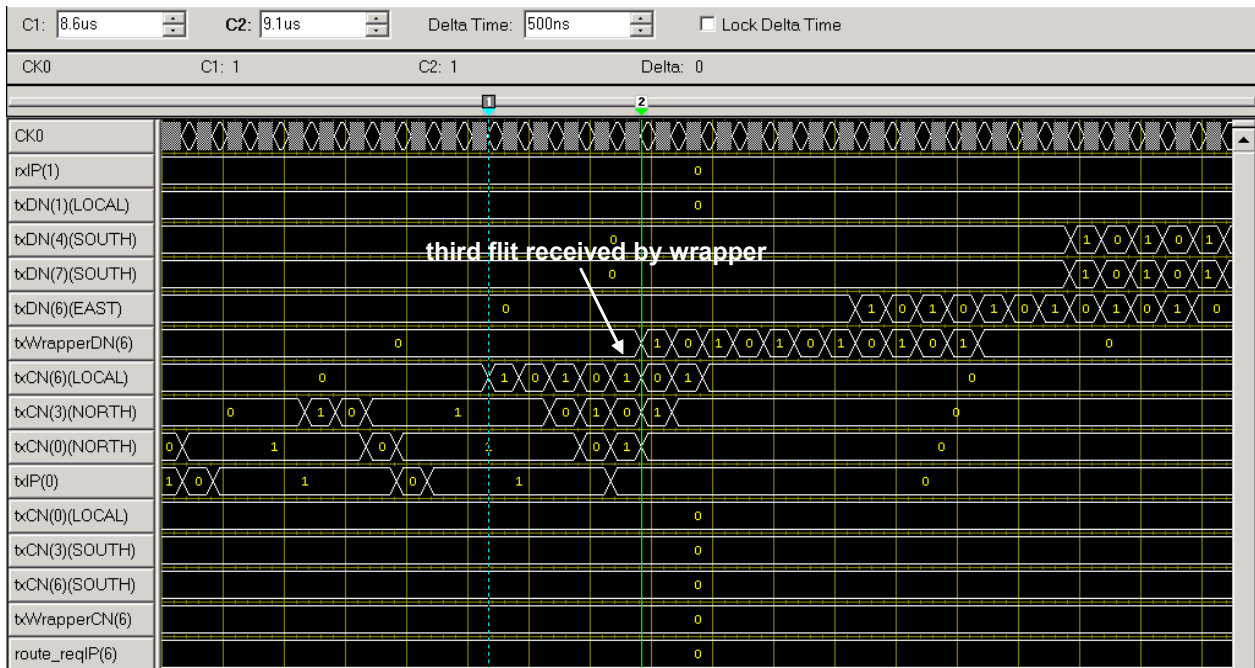 C1: 8.6us C2: 9.1us Delta Time: 500ns Lock Delta Time
CK0 C1: 1 C2: 1 Delta: 0
1 2
CK0
rxIP(1) 0
txDN(1)(LOCAL) 0
txDN(4)(SOUTH) 0 1 0 1 0 1
third flit received by wrapper
txDN(7)(SOUTH) 0 1 0 1 0 1
txDN(6)(EAST) 0 1 0 1 0 1 0 1 0 1 0 1 0
txWrapperDN(6) 0 1 0 1 0 1 0 1 0 1 0 1 0
txCN(6)(LOCAL) 0 1 0 1 0 1 0 1 0
txCN(3)(NORTH) 0 1 0 1 0 1 0 1 0
txCN(0)(NORTH) 0 1 0 1 0 1 0
txIP(0) 1 0 1 0 1 0
txCN(0)(LOCAL) 0
txCN(3)(SOUTH) 0
txCN(6)(SOUTH) 0
txWrapperCN(6) 0
route_reqIP(6) 0